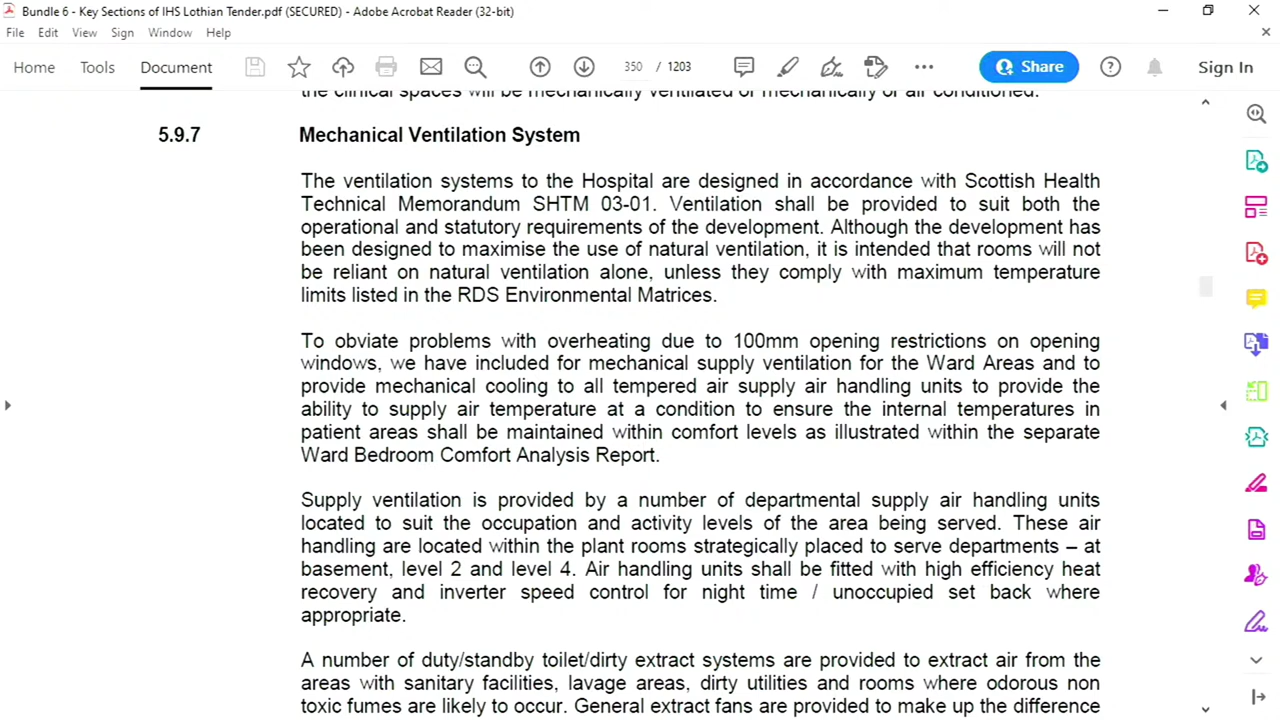 Bundle 6 - Key Sections of IHS Lothian Tender.pdf (SECURED) - Adobe Acrobat Reader (32-bit)
File Edit View Sign Window Help
Home Tools Document 350 / 1203 Share Sign In
the clinical spaces will be mechanically ventilated or mechanically or air conditioned.
5.9.7 Mechanical Ventilation System
The ventilation systems to the Hospital are designed in accordance with Scottish Health
Technical Memorandum SHTM 03-01. Ventilation shall be provided to suit both the
operational and statutory requirements of the development. Although the development has
been designed to maximise the use of natural ventilation, it is intended that rooms will not
be reliant on natural ventilation alone, unless they comply with maximum temperature
limits listed in the RDS Environmental Matrices.
To obviate problems with overheating due to 100mm opening restrictions on opening
windows, we have included for mechanical supply ventilation for the Ward Areas and to
provide mechanical cooling to all tempered air supply air handling units to provide the
ability to supply air temperature at a condition to ensure the internal temperatures in
patient areas shall be maintained within comfort levels as illustrated within the separate
Ward Bedroom Comfort Analysis Report.
Supply ventilation is provided by a number of departmental supply air handling units
located to suit the occupation and activity levels of the area being served. These air
handling are located within the plant rooms strategically placed to serve departments – at
basement, level 2 and level 4. Air handling units shall be fitted with high efficiency heat
recovery and inverter speed control for night time / unoccupied set back where
appropriate.
A number of duty/standby toilet/dirty extract systems are provided to extract air from the
areas with sanitary facilities, lavage areas, dirty utilities and rooms where odorous non
toxic fumes are likely to occur. General extract fans are provided to make up the difference